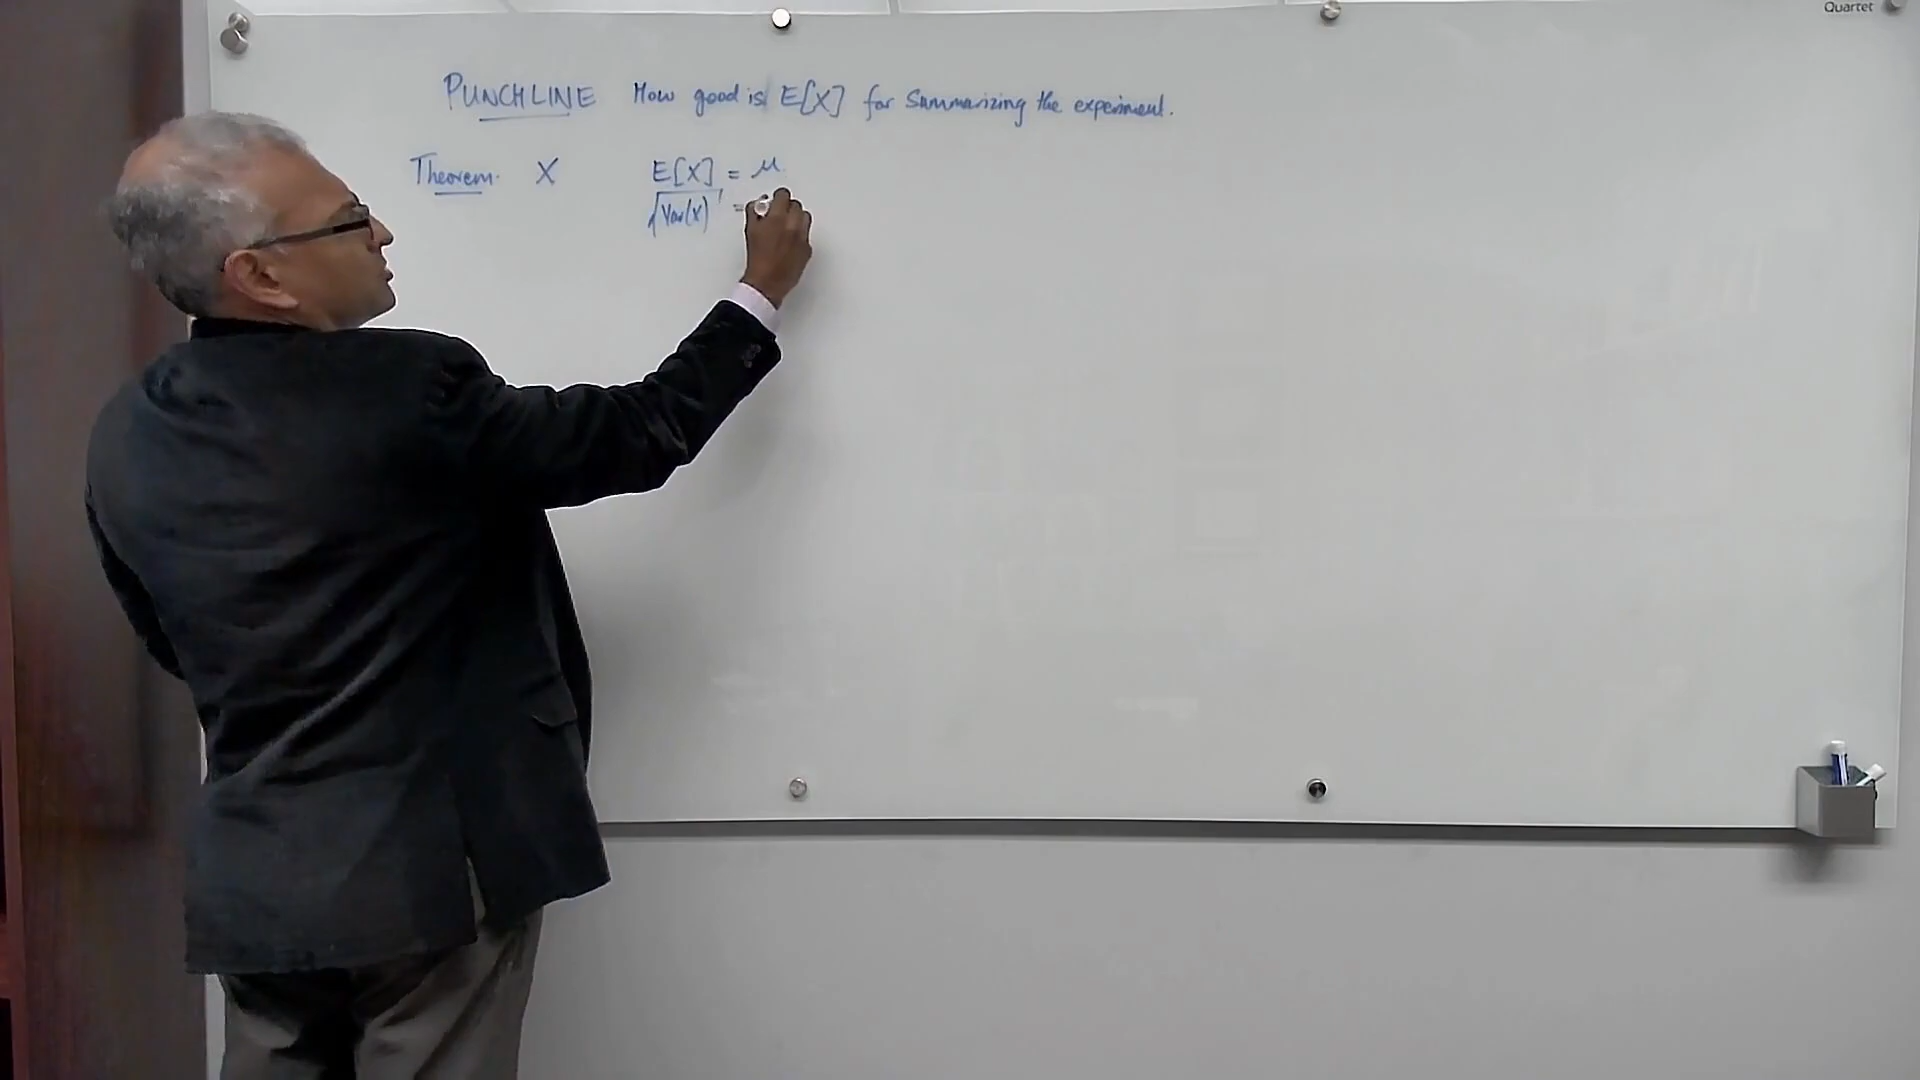 Quartet
PUNCHLINE How good is E[X] for Summarizing the experiment.
Theorem. X E[X] = μ
√Var(X) =